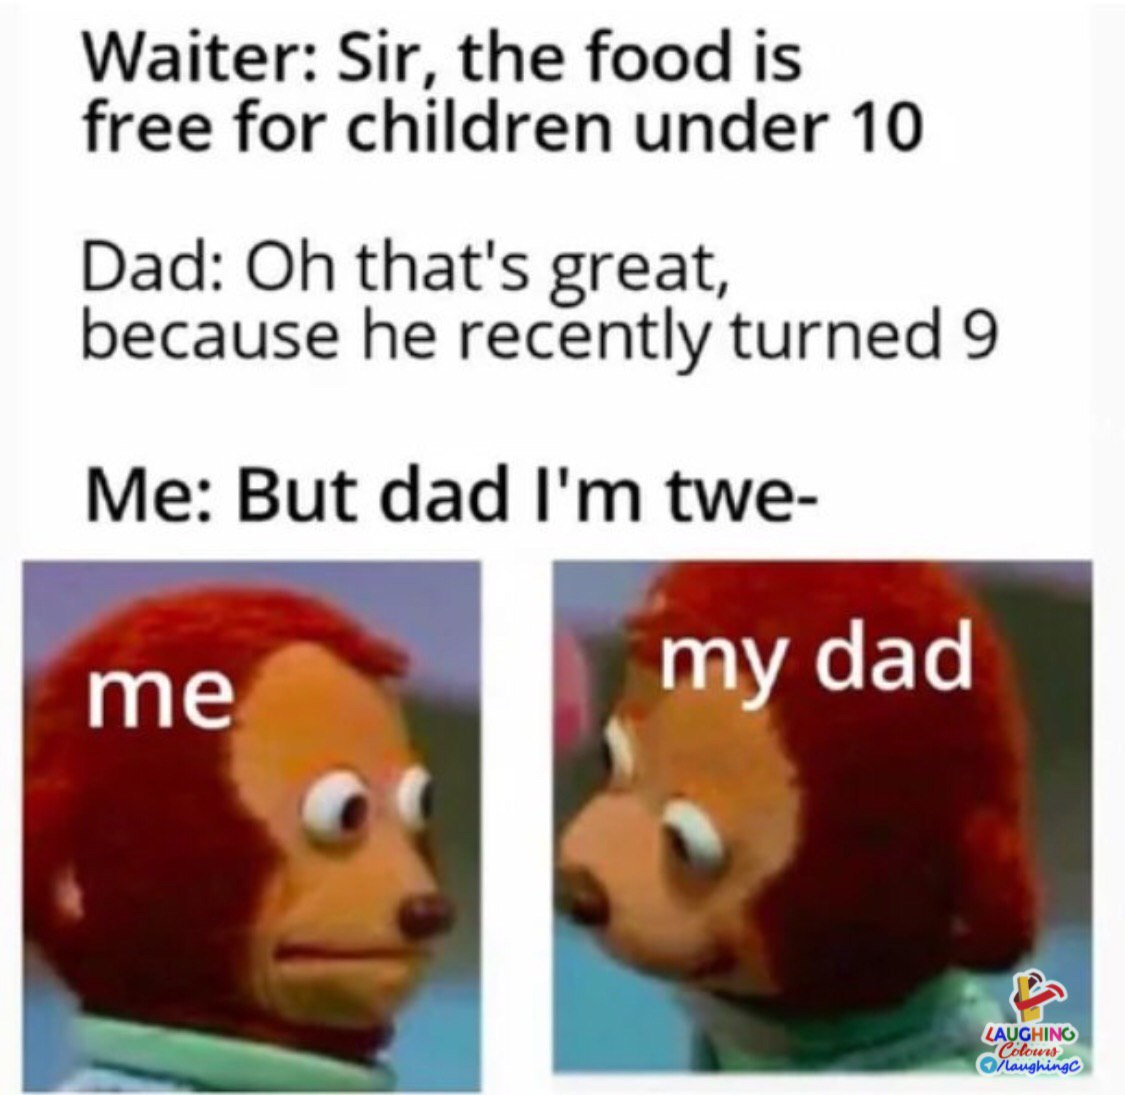 Waiter: Sir, the food is
free for children under 10
Dad: Oh that's great,
because he recently turned 9
Me: But dad I'm twe-
me
my dad
LAUGHING
Colours
/laughingC